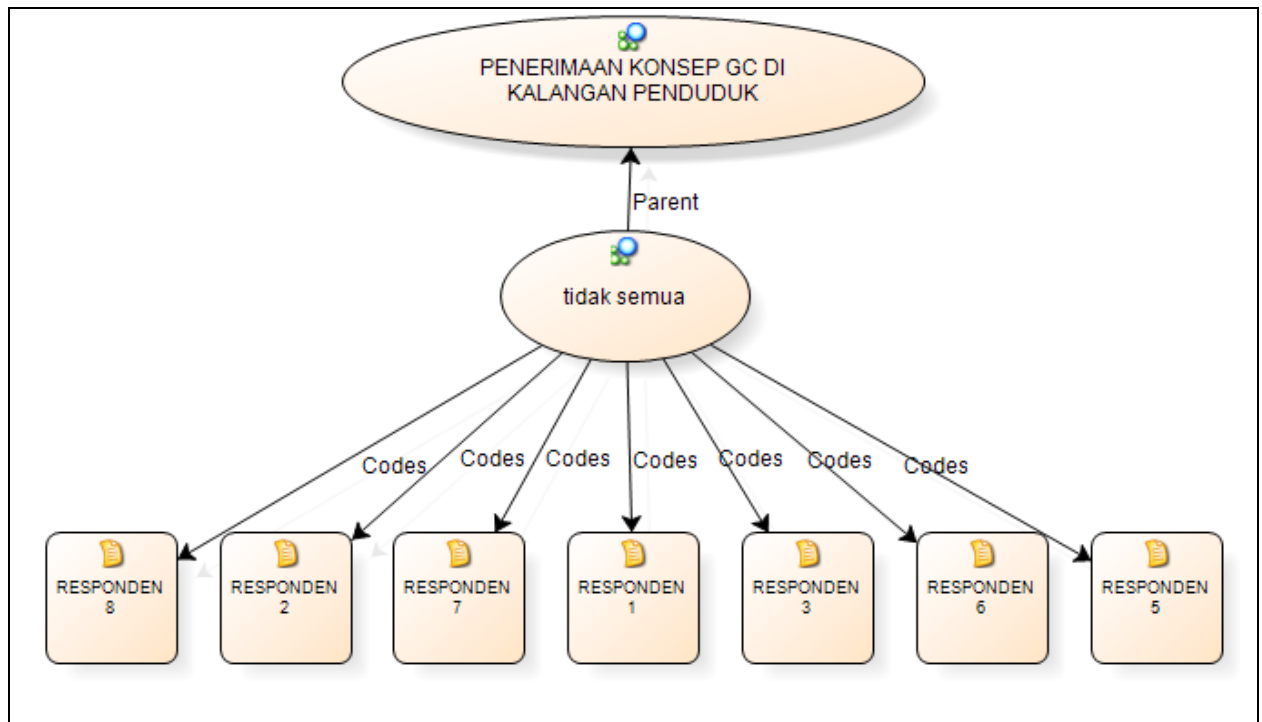 PENERIMAAN KONSEP GC DI
KALANGAN PENDUDUK
Parent
tidak semua
Codes
Codes
Codes
Codes
Codes
Codes
Codes
RESPONDEN
8
RESPONDEN
2
RESPONDEN
7
RESPONDEN
1
RESPONDEN
3
RESPONDEN
6
RESPONDEN
5